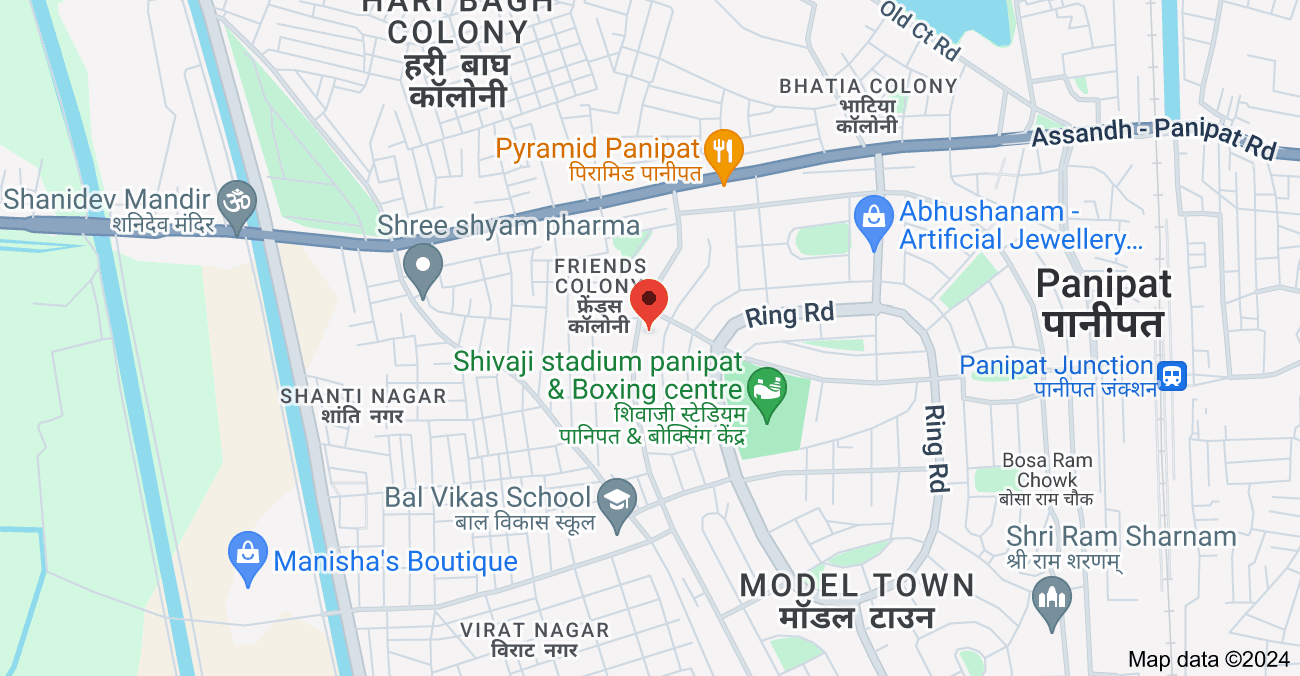 HARI BAGH
COLONY
हरी बाघ
कॉलोनी
Old Ct Rd
BHATIA COLONY
भाटिया
कॉलोनी
Assandh - Panipat Rd
Pyramid Panipat
पिरामिड पानीपत
Shanidev Mandir
शनिदेव मंदिर
Shree shyam pharma
Abhushanam -
Artificial Jewellery...
FRIENDS
COLONY
फ्रेंडस
कॉलोनी
Panipat
पानीपत
Ring Rd
Shivaji stadium panipat
& Boxing centre
शिवाजी स्टेडियम
पानिपत & बोक्सिंग केंद्र
Panipat Junction
पानीपत जंक्शन
SHANTI NAGAR
शांति नगर
Ring Rd
Bosa Ram
Chowk
बोसा राम चौक
Bal Vikas School
बाल विकास स्कूल
Shri Ram Sharnam
श्री राम शरणम्
Manisha's Boutique
MODEL TOWN
मॉडल टाउन
VIRAT NAGAR
विराट नगर
Map data ©2024